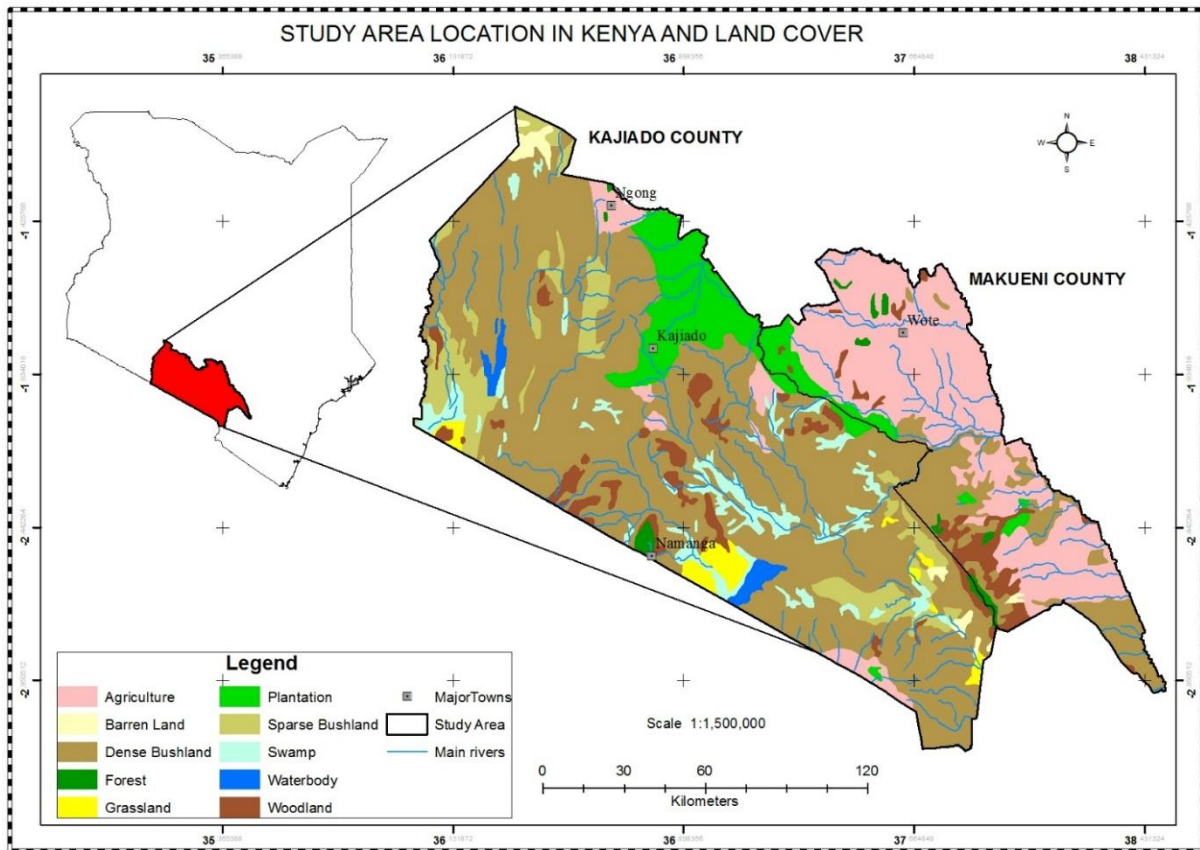 STUDY AREA LOCATION IN KENYA AND LAND COVER
35 36 36 37 38
KAJIADO COUNTY
N
W E
S
Ngong
-1 -1
MAKUENI COUNTY
Wote
Kajiado
-1 -1
-2 -2
Namanga
Legend
Agriculture
Barren Land
Dense Bushland
Forest
Grassland
Plantation
Sparse Bushland
Swamp
Waterbody
Woodland
MajorTowns
Study Area
Main rivers
-2 -2
Scale 1:1,500,000
0 30 60 120
Kilometers
35 36 36 37 38